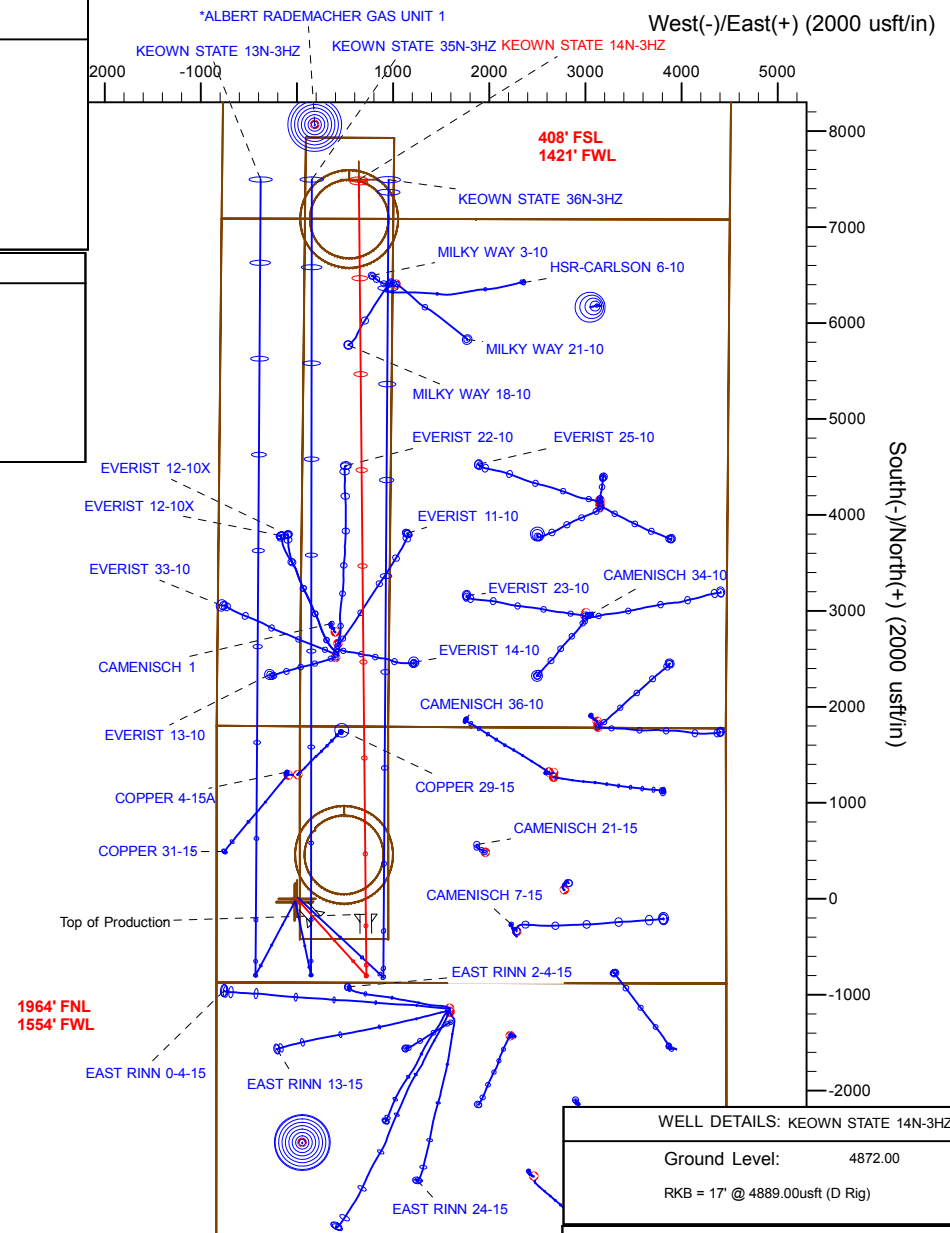 *ALBERT RADEMACHER GAS UNIT 1
West(-)/East(+) (2000 usft/in)
KEOWN STATE 13N-3HZ
KEOWN STATE 35N-3HZ
KEOWN STATE 14N-3HZ
2000
-1000
1000
2000
3000
4000
5000
408' FSL
1421' FWL
8000
KEOWN STATE 36N-3HZ
7000
MILKY WAY 3-10
HSR-CARLSON 6-10
6000
MILKY WAY 21-10
MILKY WAY 18-10
5000
EVERIST 22-10
EVERIST 25-10
EVERIST 12-10X
EVERIST 12-10X
EVERIST 11-10
4000
South(-)/North(+) (2000 usft/in)
EVERIST 33-10
EVERIST 23-10
CAMENISCH 34-10
3000
CAMENISCH 1
EVERIST 14-10
CAMENISCH 36-10
2000
EVERIST 13-10
COPPER 4-15A
COPPER 29-15
1000
COPPER 31-15
CAMENISCH 21-15
CAMENISCH 7-15
0
Top of Production
EAST RINN 2-4-15
-1000
1964' FNL
1554' FWL
EAST RINN 0-4-15
EAST RINN 13-15
-2000
EAST RINN 24-15
WELL DETAILS: KEOWN STATE 14N-3HZ
Ground Level: 4872.00
RKB = 17' @ 4889.00usft (D Rig)